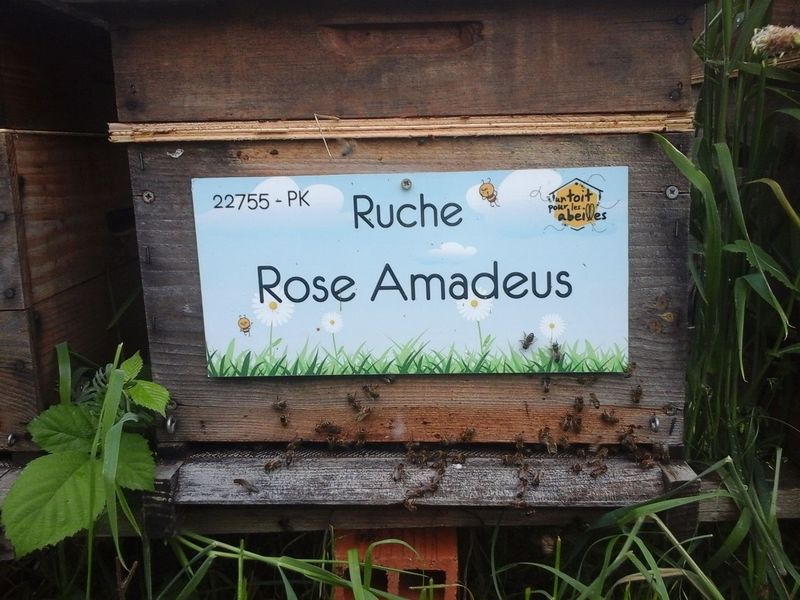 22755 - PK
Ruche
Rose Amadeus
un toit
pour les
abeilles